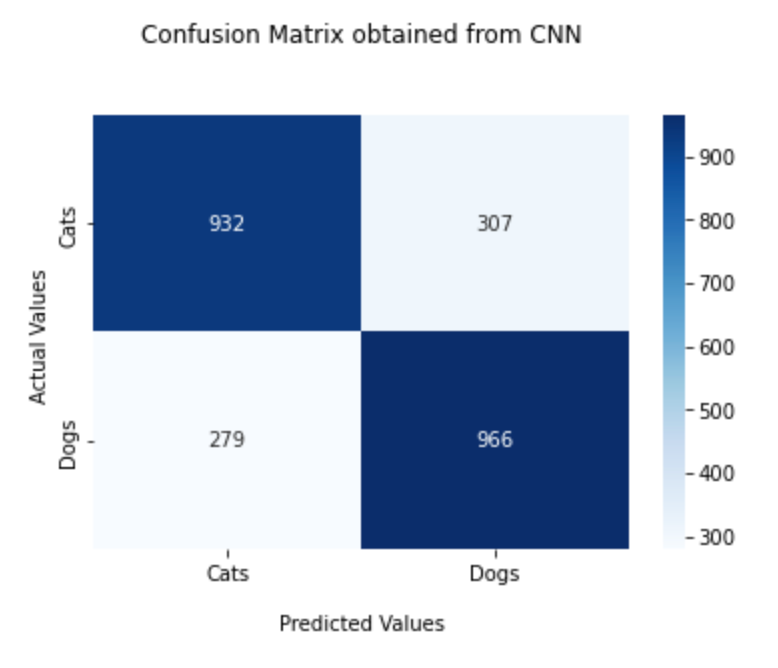 Confusion Matrix obtained from CNN
900
Cats 932 307
800
700
Actual Values
600
500
Dogs 279 966
400
300
Cats Dogs
Predicted Values